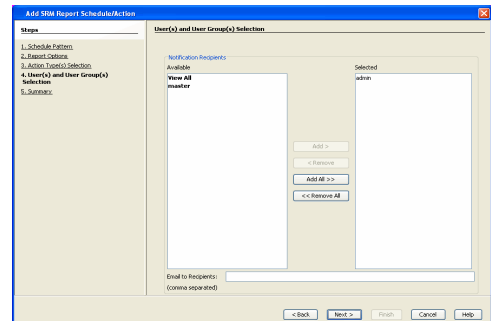 Add SRM Report Schedule/Action
Steps
1. Schedule Pattern
2. Report Options
3. Action Type(s) Selection
4. User(s) and User Group(s)
Selection
5. Summary
User(s) and User Group(s) Selection
Notification Recipients
Available
View All
master
Add >
< Remove
Add All >>
<< Remove All
Selected
admin
Email to Recipients:
(comma separated)
< Back
Next >
Finish
Cancel
Help